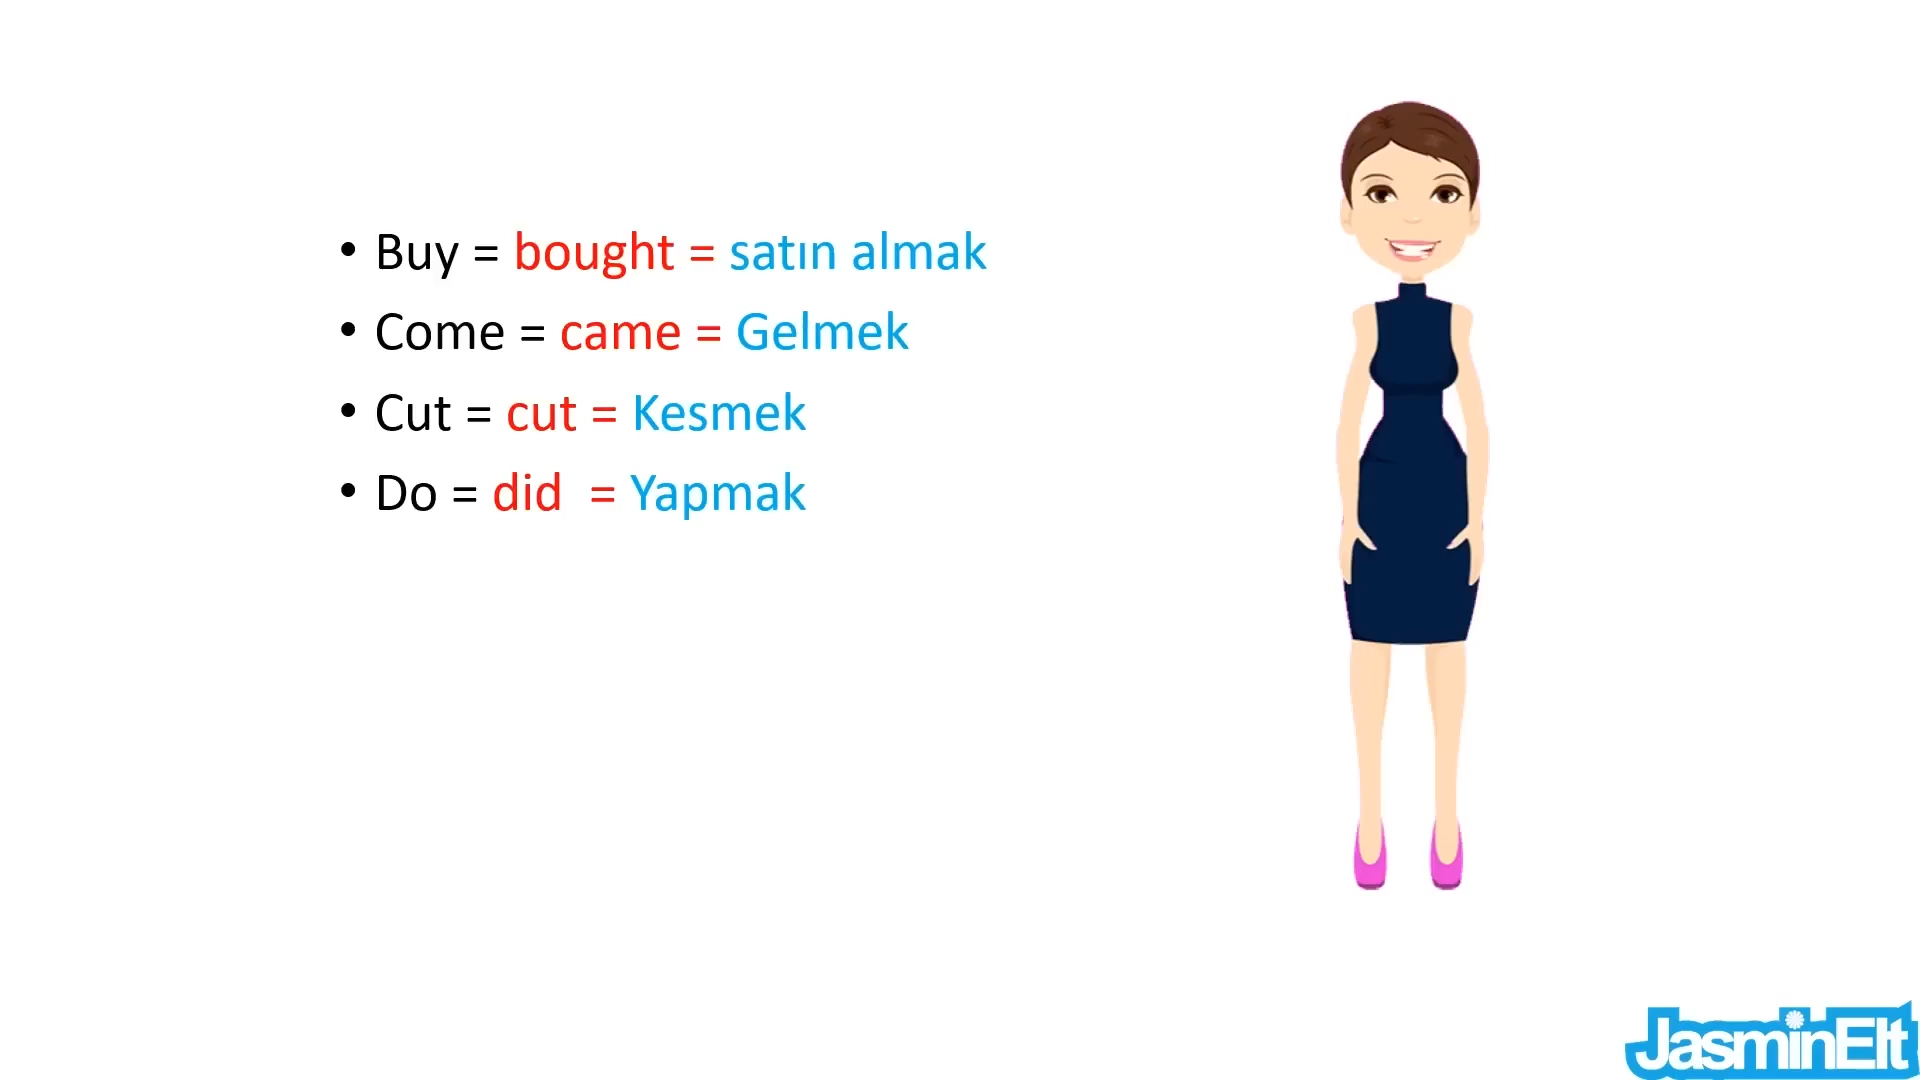 • Buy = bought = satın almak
• Come = came = Gelmek
• Cut = cut = Kesmek
• Do = did = Yapmak
JasminElt